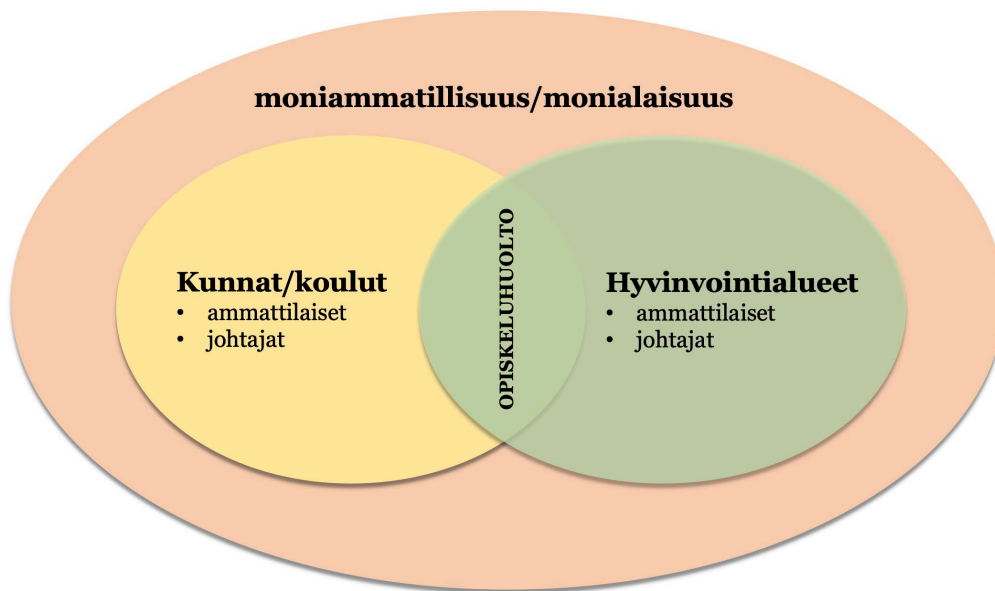 moniammatillisuus/monialaisuus
Kunnat/koulut
• ammattilaiset
• johtajat
OPISKELUHUOLTO
Hyvinvointialueet
• ammattilaiset
• johtajat